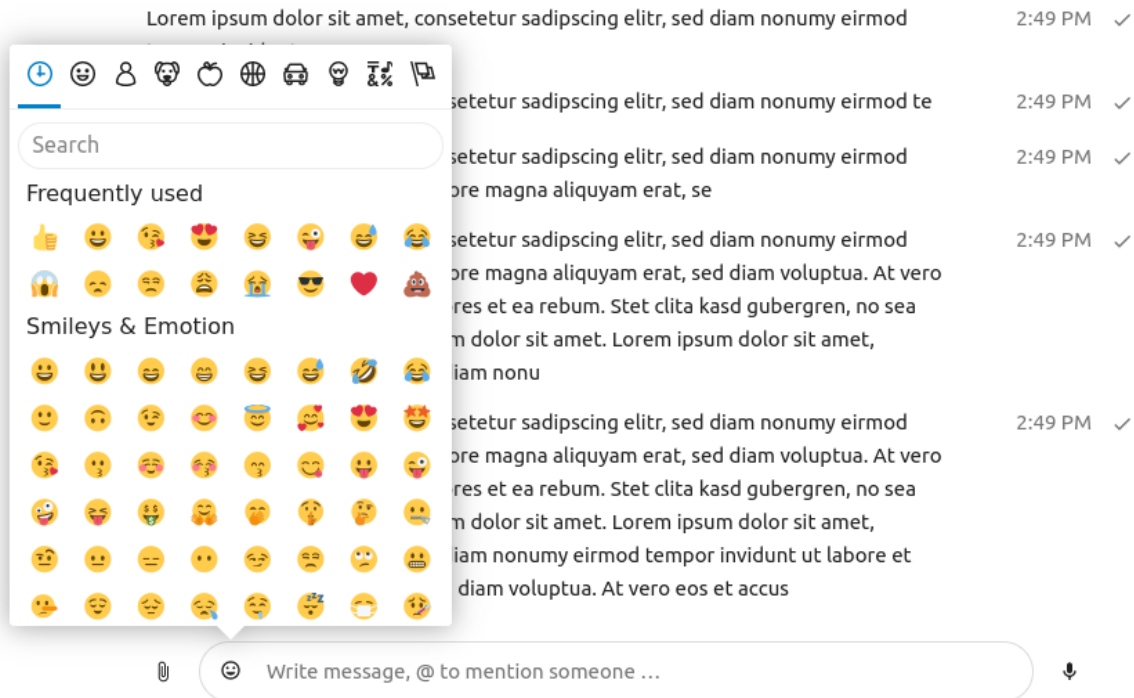 Lorem ipsum dolor sit amet, consetetur sadipscing elitr, sed diam nonumy eirmod 2:49 PM
Search
Frequently used
Smileys & Emotion
setetur sadipscing elitr, sed diam nonumy eirmod te 2:49 PM
setetur sadipscing elitr, sed diam nonumy eirmod 2:49 PM
ore magna aliquyam erat, se
setetur sadipscing elitr, sed diam nonumy eirmod 2:49 PM
ore magna aliquyam erat, sed diam voluptua. At vero
res et ea rebum. Stet clita kasd gubergren, no sea
m dolor sit amet. Lorem ipsum dolor sit amet,
iam nonu
setetur sadipscing elitr, sed diam nonumy eirmod 2:49 PM
ore magna aliquyam erat, sed diam voluptua. At vero
res et ea rebum. Stet clita kasd gubergren, no sea
m dolor sit amet. Lorem ipsum dolor sit amet,
iam nonumy eirmod tempor invidunt ut labore et
diam voluptua. At vero eos et accus
Write message, @ to mention someone …